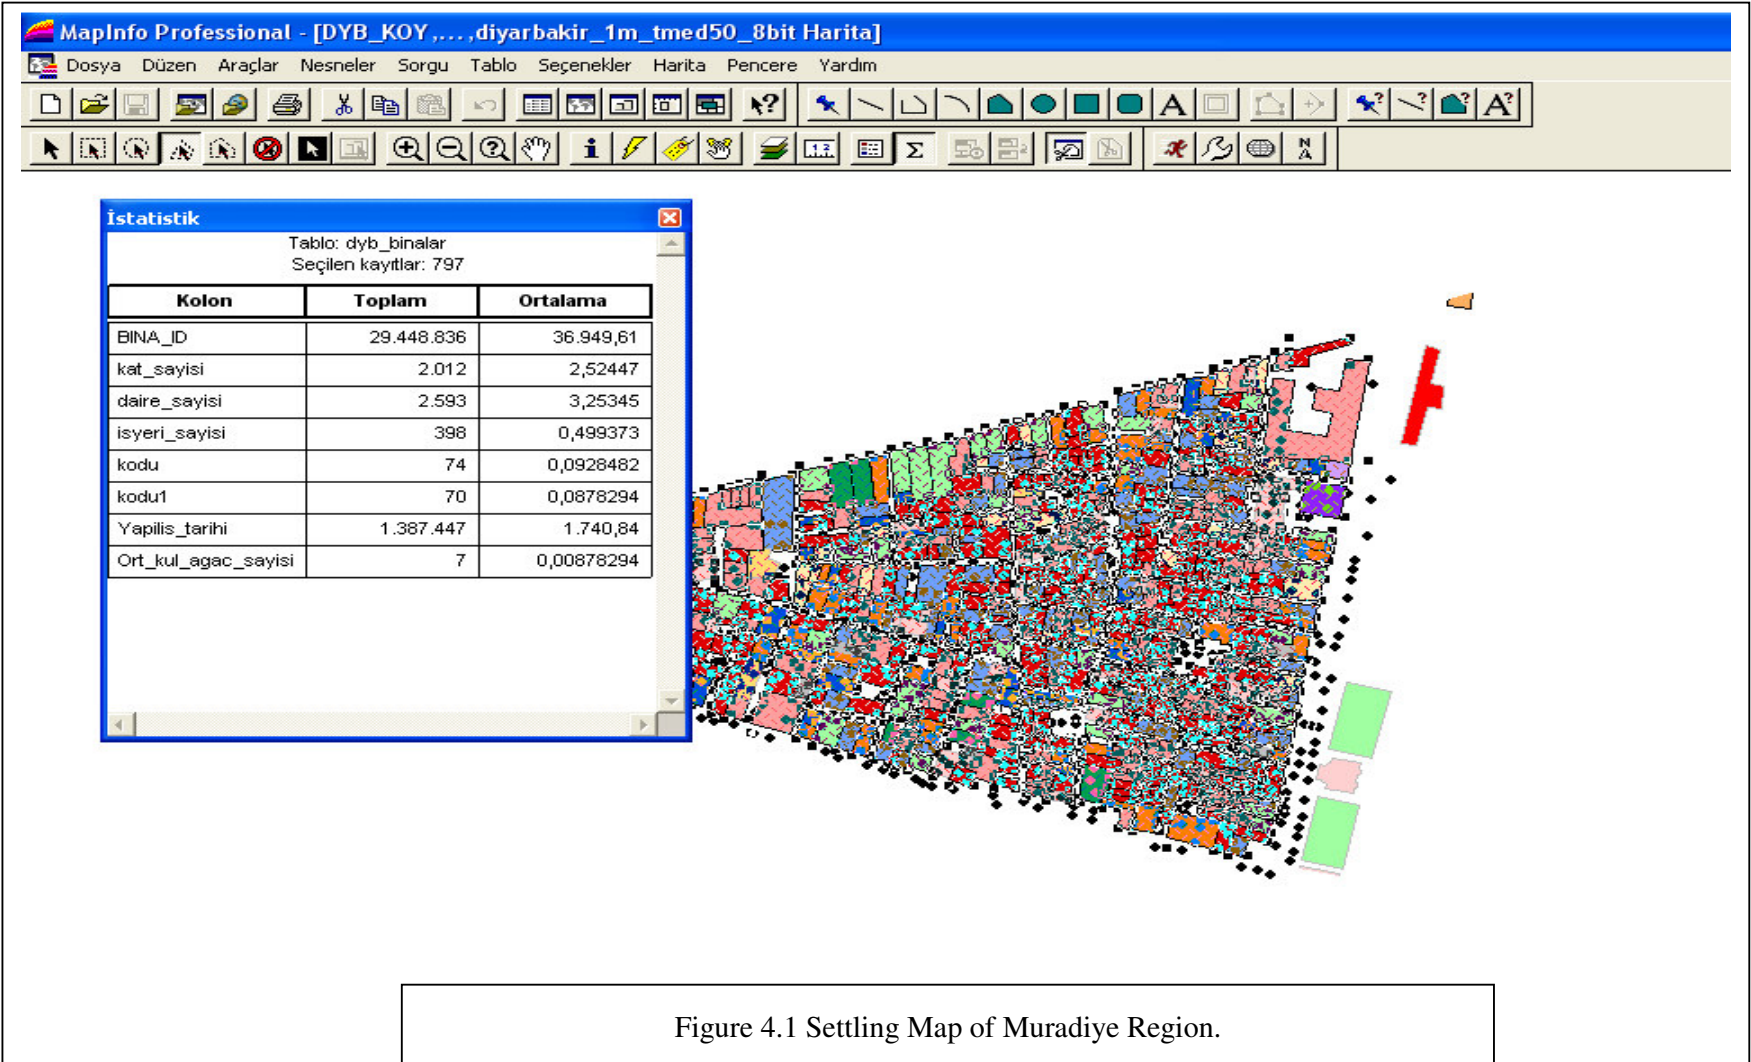 MapInfo Professional - [DYB_KOY,...,diyarbakir_1m_tmed50_8bit Harita]
Dosya Düzen Araçlar Nesneler Sorgu Tablo Seçenekler Harita Pencere Yardım
İstatistik
Tablo: dyb_binalar
Seçilen kayıtlar: 797
Kolon Toplam Ortalama
BINA_ID 29.448.836 36.949,61
kat_sayisi 2.012 2,52447
daire_sayisi 2.593 3,25345
isyeri_sayisi 398 0,499373
kodu 74 0,0928482
kodu1 70 0,0878294
Yapilis_tarihi 1.387.447 1.740,84
Ort_kul_agac_sayisi 7 0,00878294
Figure 4.1 Settling Map of Muradiye Region.